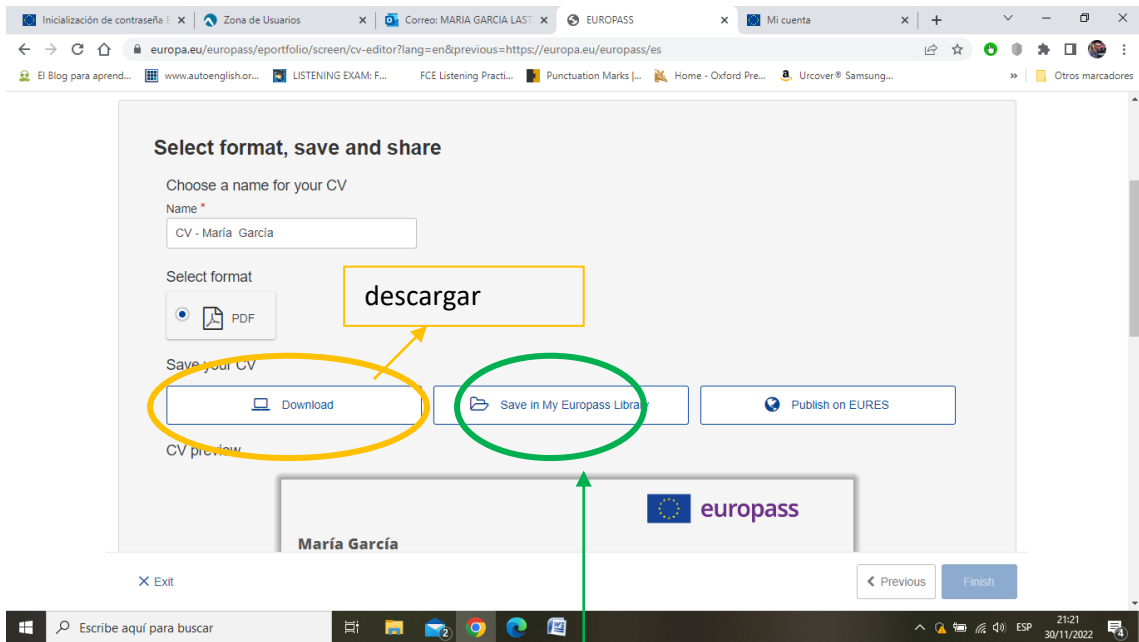 Inicialización de contraseña E
Zona de Usuarios
Correo: MARIA GARCIA LAST
EUROPASS
Mi cuenta
europa.eu/europass/eportfolio/screen/cv-editor?lang=en&previous=https://europa.eu/europass/es
El Blog para aprend...
www.autoenglish.or...
LISTENING EXAM: F...
FCE Listening Practi...
Punctuation Marks |...
Home - Oxford Pre...
Urcover® Samsung...
»
Otros marcadores
Select format, save and share
Choose a name for your CV
Name *
CV - María García
Select format
descargar
PDF
Save your CV
Download
Save in My Europass Library
Publish on EURES
CV preview
europass
María García
Exit
Previous
Finish
Escribe aquí para buscar
2
ESP
21:21
30/11/2022
4